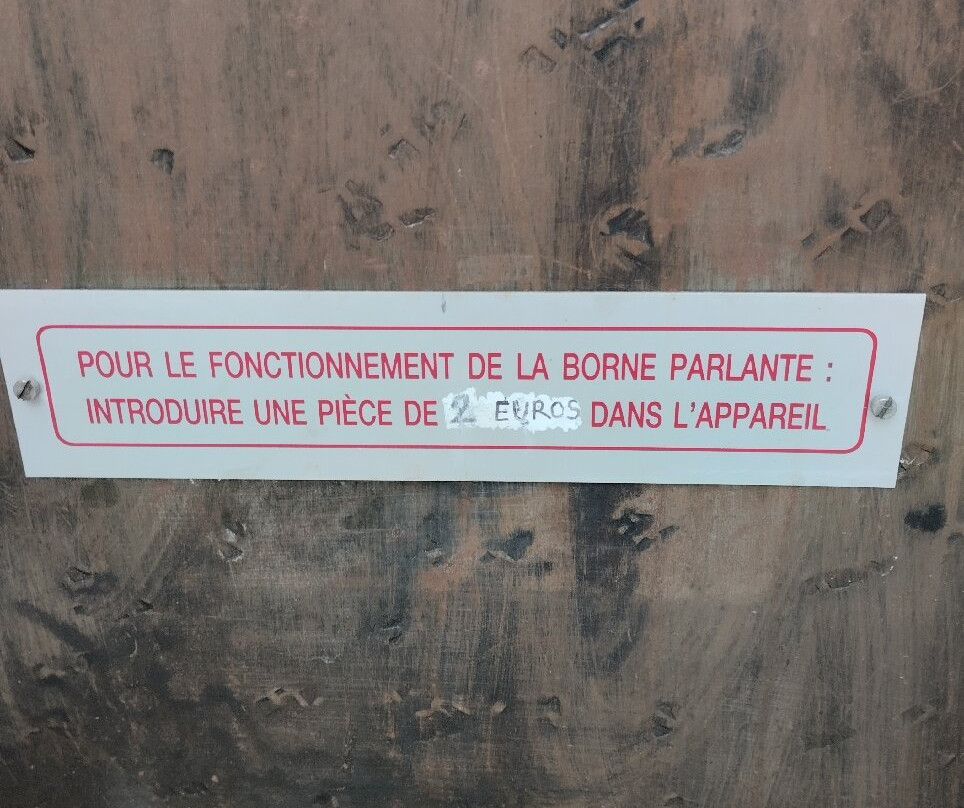 POUR LE FONCTIONNEMENT DE LA BORNE PARLANTE :
INTRODUIRE UNE PIÈCE DE 2 EUROS DANS L'APPAREIL